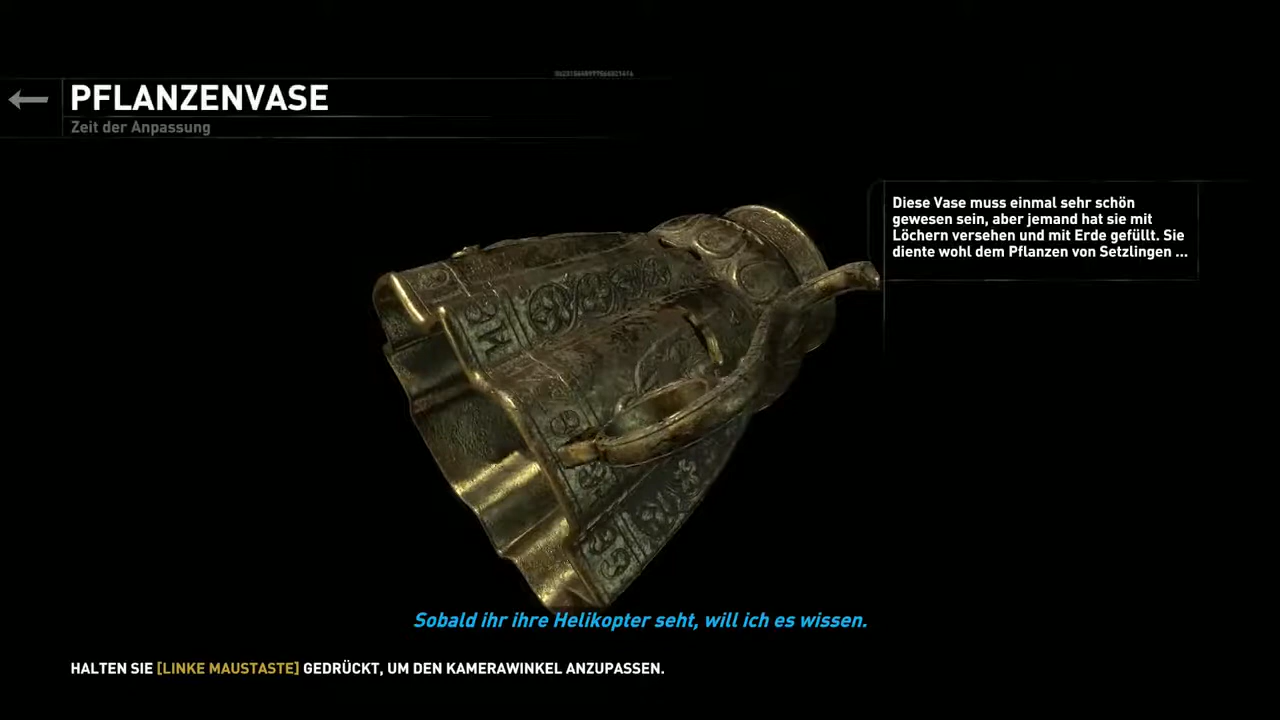 PFLANZENVASE
Zeit der Anpassung
Diese Vase muss einmal sehr schön
gewesen sein, aber jemand hat sie mit
Löchern versehen und mit Erde gefüllt. Sie
diente wohl dem Pflanzen von Setzlingen ...
Sobald ihr ihre Helikopter seht, will ich es wissen.
HALTEN SIE [LINKE MAUSTASTE] GEDRÜCKT, UM DEN KAMERAWINKEL ANZUPASSEN.